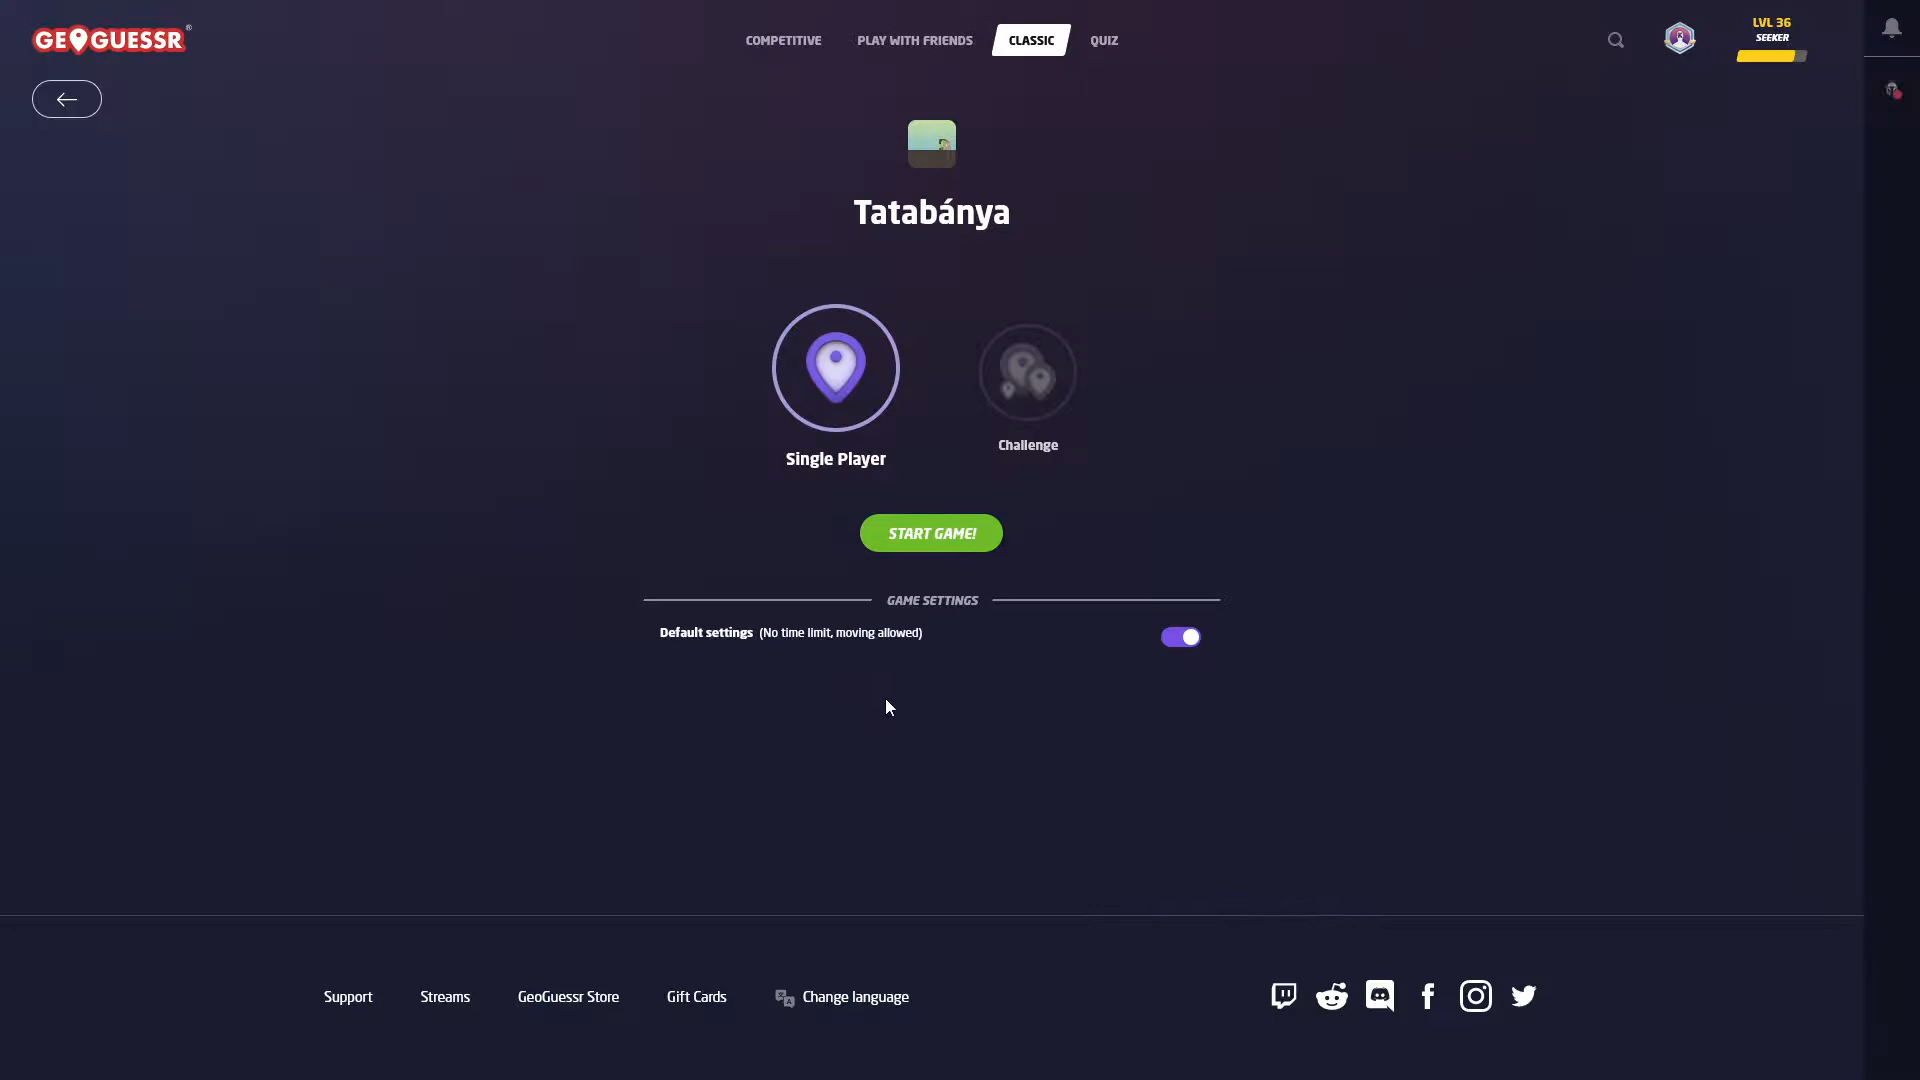 GEOGUESSR®
COMPETITIVE
PLAY WITH FRIENDS
CLASSIC
QUIZ
LVL 36
SEEKER
Tatabánya
Single Player
Challenge
START GAME!
GAME SETTINGS
Default settings (No time limit, moving allowed)
Support
Streams
GeoGuessr Store
Gift Cards
Change language